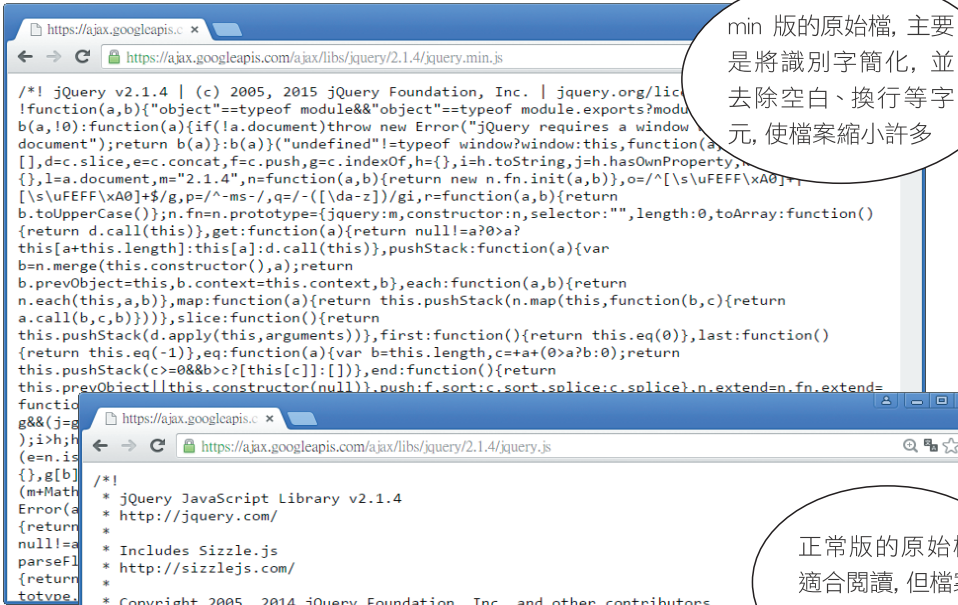 https://ajax.googleapis.c
https://ajax.googleapis.com/ajax/libs/jquery/2.1.4/jquery.min.js
min 版的原始檔, 主要
是將識別字簡化, 並
去除空白、換行等字
元, 使檔案縮小許多
/*! jQuery v2.1.4 | (c) 2005, 2015 jQuery Foundation, Inc. | jquery.org/lice
!function(a,b){"object"==typeof module&&"object"==typeof module.exports?modu
b(a,!0):function(a){if(!a.document)throw new Error("jQuery requires a window
document");return b(a)}:b(a)}("undefined"!=typeof window?window:this,function(a
[],d=c.slice,e=c.concat,f=c.push,g=c.indexOf,h={},i=h.toString,j=h.hasOwnProperty,
{},l=a.document,m="2.1.4",n=function(a,b){return new n.fn.init(a,b)},o=/^[\s\uFEFF\xA0]+|
[\s\uFEFF\xA0]+$/g,p=/^-ms-/,q=/-([\da-z])/gi,r=function(a,b){return
b.toUpperCase()};n.fn=n.prototype={jquery:m,constructor:n,selector:"",length:0,toArray:function()
{return d.call(this)},get:function(a){return null!=a?0>a?
this[a+this.length]:this[a]:d.call(this)},pushStack:function(a){var
b=n.merge(this.constructor(),a);return
b.prevObject=this,b.context=this.context,b},each:function(a,b){return
n.each(this,a,b)},map:function(a){return this.pushStack(n.map(this,function(b,c){return
a.call(b,c,b)}))},slice:function(){return
this.pushStack(d.apply(this,arguments))},first:function(){return this.eq(0)},last:function()
{return this.eq(-1)},eq:function(a){var b=this.length,c=+a+(0>a?b:0);return
this.pushStack(c>=0&&b>c?[this[c]]:[])},end:function(){return
this.prevObject||this.constructor(null)},push:f,sort:c.sort,splice:c.splice},n.extend=n.fn.extend=
functio
g&&(j=g
);i>h;h
(e=n.is
{},g[b]
(m+Math
Error(a
{return
null!=a
parseFl
{return
totype.
https://ajax.googleapis.c
https://ajax.googleapis.com/ajax/libs/jquery/2.1.4/jquery.js
/*!
* jQuery JavaScript Library v2.1.4
* http://jquery.com/
*
* Includes Sizzle.js
* http://sizzlejs.com/
*
* Copyright 2005, 2014 jQuery Foundation, Inc. and other contributors
正常版的原始檔
適合閱讀, 但檔案